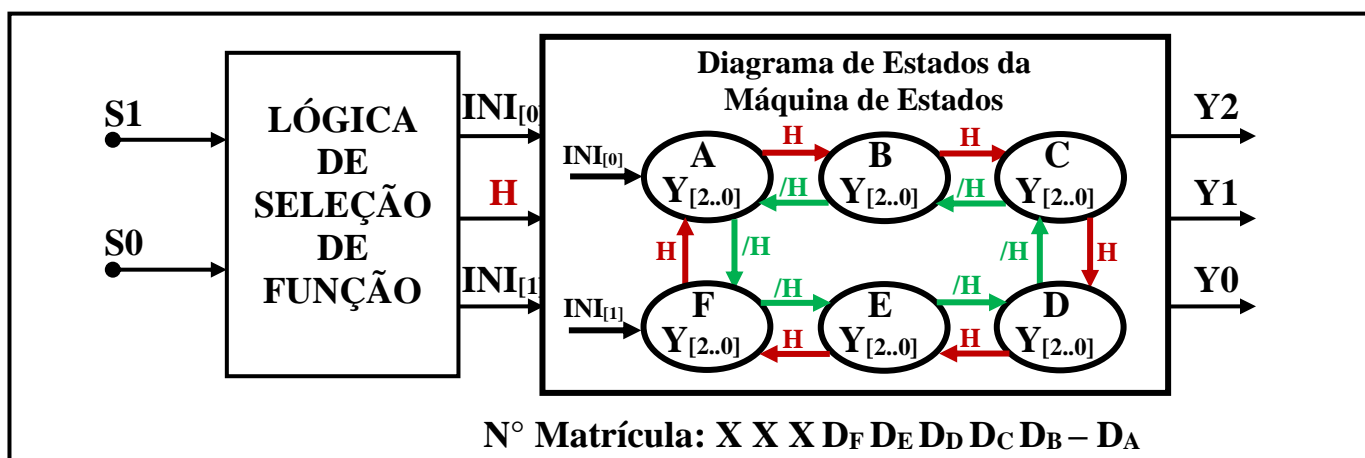 S1
S0
LÓGICA
DE
SELEÇÃO
DE
FUNÇÃO
INI[0]
H
INI[1]
Diagrama de Estados da
Máquina de Estados
INI[0]
A
Y[2..0]
H
/H
B
Y[2..0]
H
/H
C
Y[2..0]
H
/H
/H
H
INI[1]
F
Y[2..0]
/H
H
E
Y[2..0]
/H
H
D
Y[2..0]
Y2
Y1
Y0
N° Matrícula: X X X DF DE DD DC DB – DA